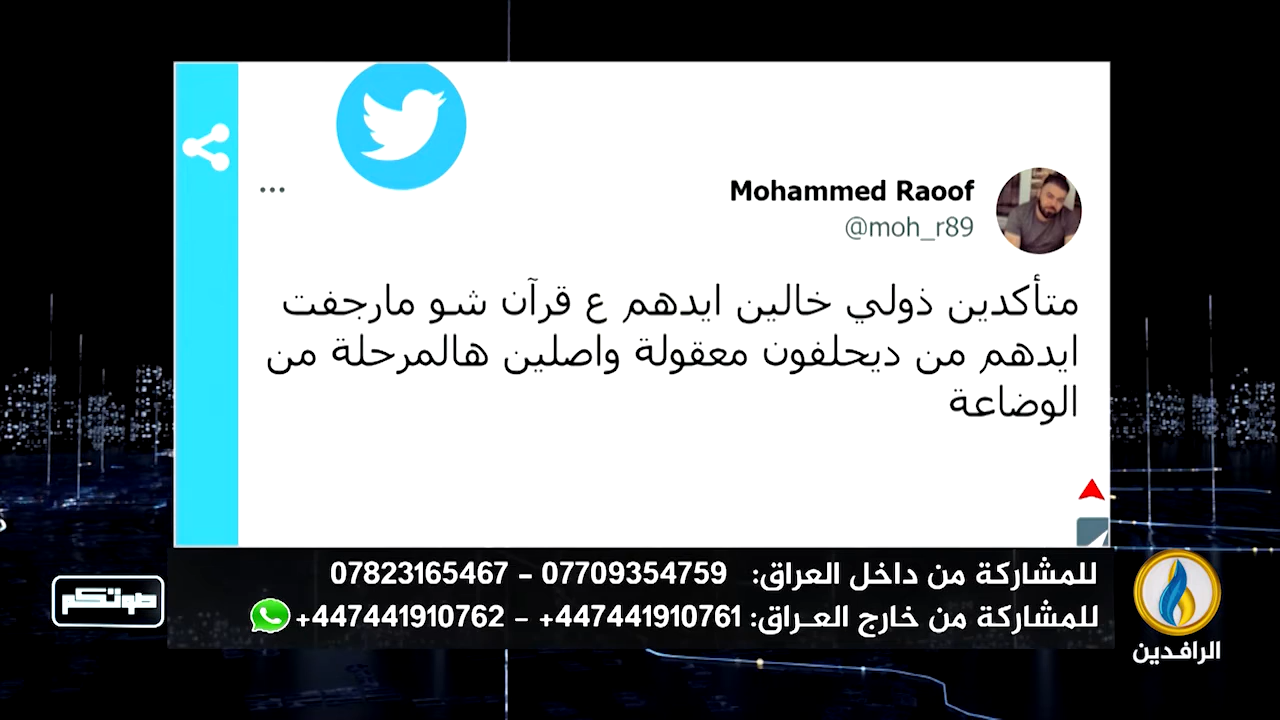 Mohammed Raoof
@moh_r89
متأكدين ذولي خالين ايدهم ع قرآن شو مارجفت
ايدهم من ديحلفون معقولة واصلين هالمرحلة من
الوضاعة
للمشاركة من داخل العراق: 07709354759 - 07823165467
للمشاركة من خارج العـراق: 447441910761+ - 447441910762+
صوتكم
الرافدين